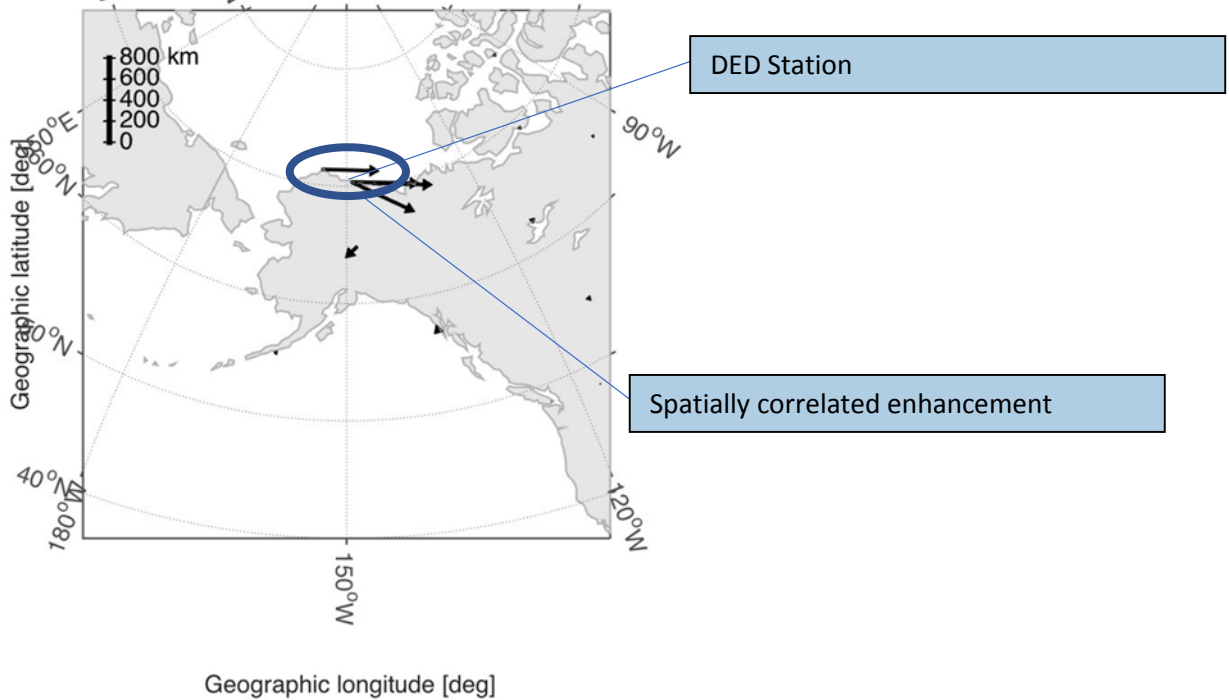 800 km
600
400
200
0
DED Station
90°W
60°N
Geographic latitude [deg]
Spatially correlated enhancement
40°N
180°W
120°W
150°W
Geographic longitude [deg]